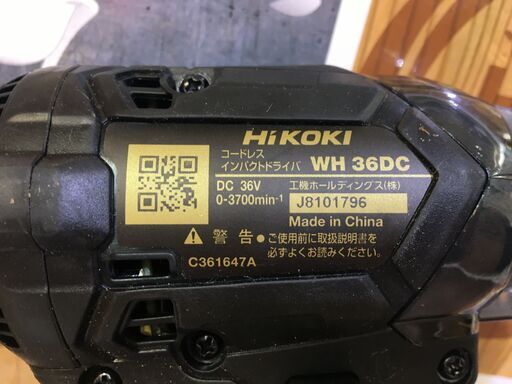 HiKOKI
コードレス
インパクトドライバ WH 36DC
DC 36V 工機ホールディングス(株)
0-3700min⁻¹ J8101796
Made in China
警告 ●ご使用前に取扱説明書を
必ずよくお読みください。
C361647A